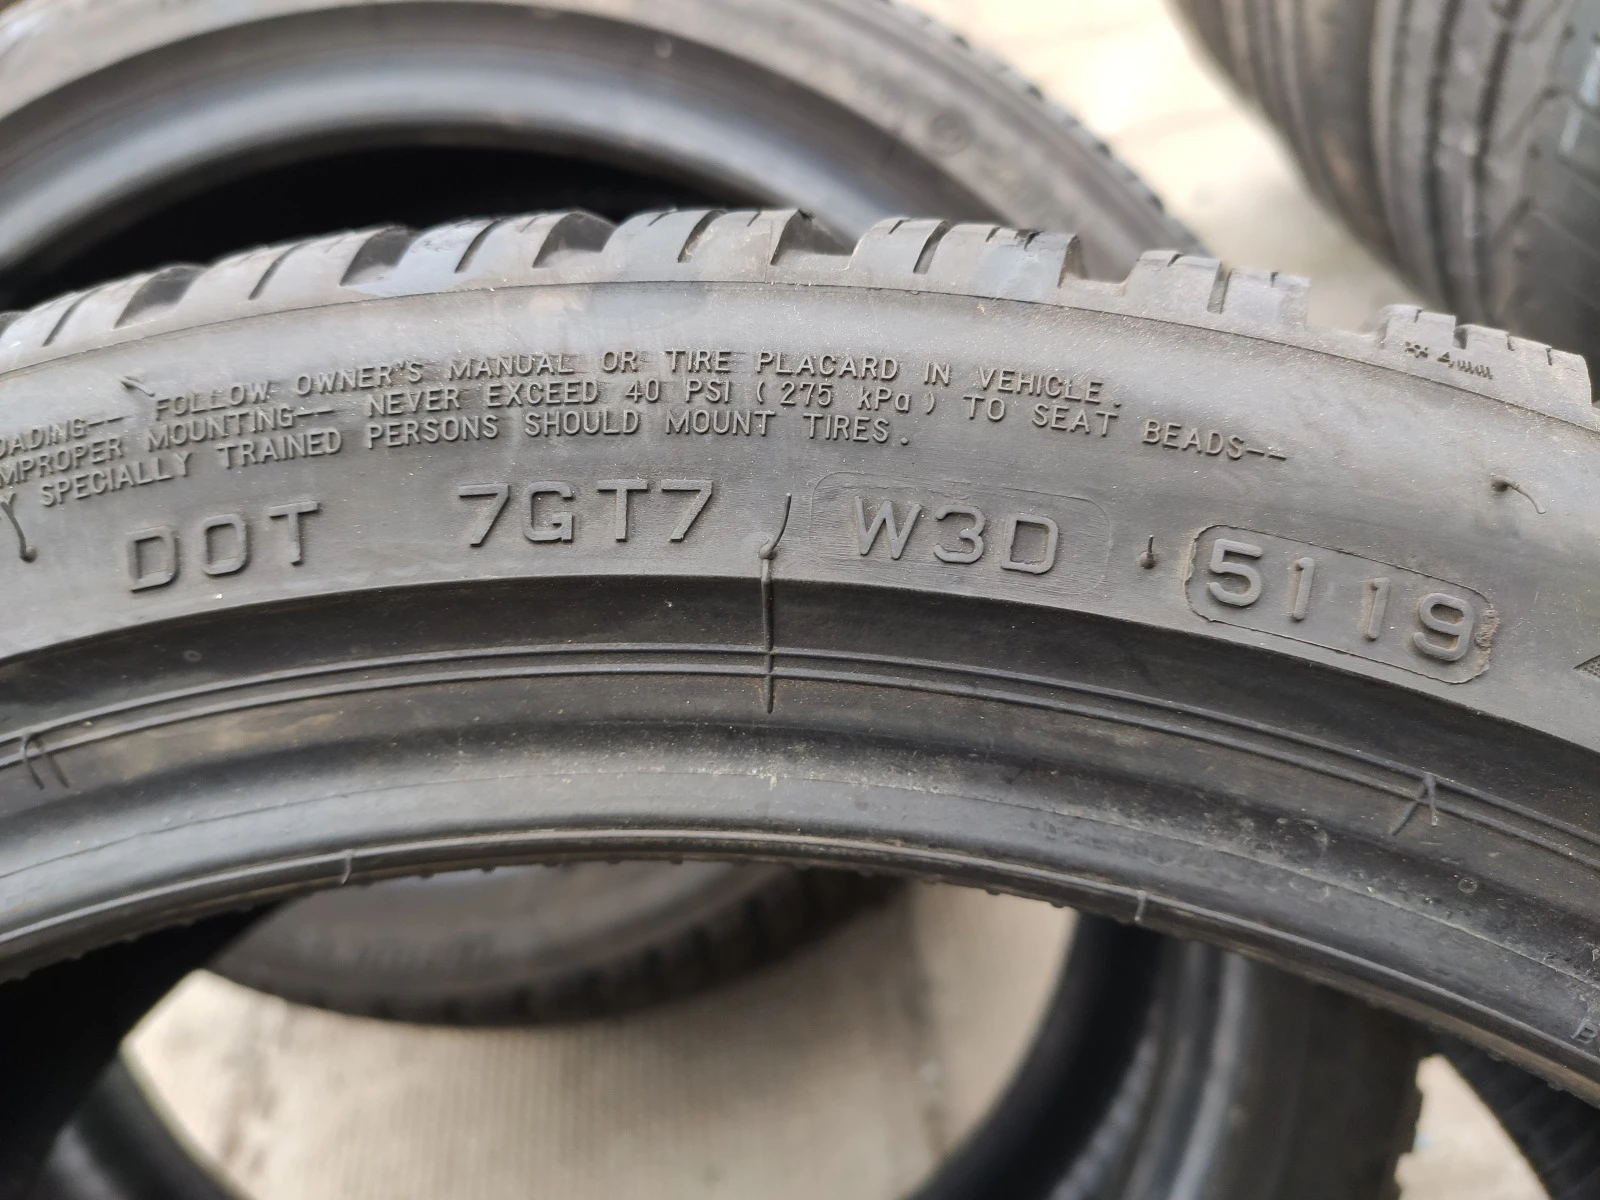 ❄ 4mm
OADING-- FOLLOW OWNER'S MANUAL OR TIRE PLACARD IN VEHICLE.
MPROPER MOUNTING-- NEVER EXCEED 40 PSI (275 kPa) TO SEAT BEADS--
Y SPECIALLY TRAINED PERSONS SHOULD MOUNT TIRES.
DOT 7GT7 W3D 5119